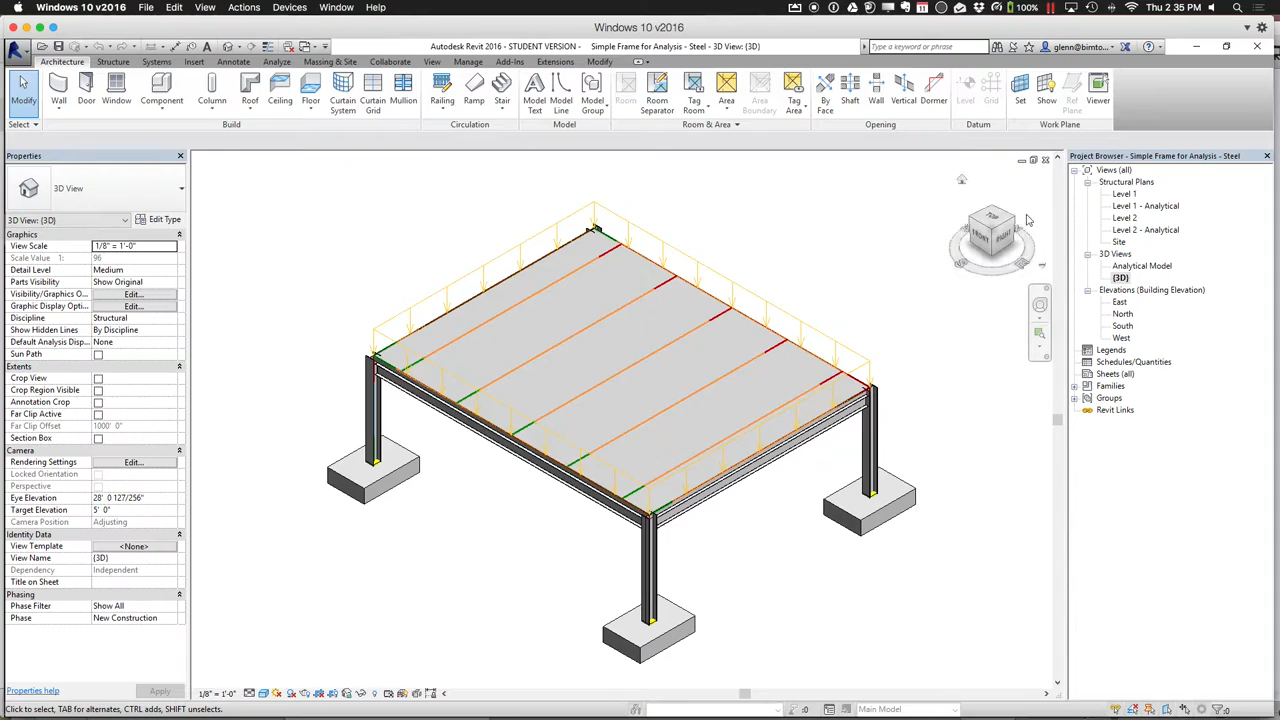 Windows 10 v2016 File Edit View Actions Devices Window Help 11 100% Thu 2:35 PM
Windows 10 v2016
Autodesk Revit 2016 - STUDENT VERSION - Simple Frame for Analysis - Steel - 3D View: {3D} Type a keyword or phrase glenn@bimto...
Architecture Structure Systems Insert Annotate Analyze Massing & Site Collaborate View Manage Add-Ins Extensions Modify
Modify Wall Door Window Component Column Roof Ceiling Floor Curtain System Curtain Grid Mullion Railing Ramp Stair Model Text Model Line Model Group Room Room Separator Tag Room Area Area Boundary Tag Area By Face Shaft Wall Vertical Dormer Level Grid Set Show Ref Plane Viewer
Select Build Circulation Model Room & Area Opening Datum Work Plane
Properties
3D View
3D View: {3D} Edit Type
Graphics
View Scale 1/8" = 1'-0"
Scale Value 1: 96
Detail Level Medium
Parts Visibility Show Original
Visibility/Graphics O... Edit...
Graphic Display Opti... Edit...
Discipline Structural
Show Hidden Lines By Discipline
Default Analysis Disp... None
Sun Path
Extents
Crop View
Crop Region Visible
Annotation Crop
Far Clip Active
Far Clip Offset 1000' 0"
Section Box
Camera
Rendering Settings Edit...
Locked Orientation
Perspective
Eye Elevation 28' 0 127/256"
Target Elevation 5' 0"
Camera Position Adjusting
Identity Data
View Template <None>
View Name {3D}
Dependency Independent
Title on Sheet
Phasing
Phase Filter Show All
Phase New Construction
Properties help Apply
TOP
FRONT RIGHT
Project Browser - Simple Frame for Analysis - Steel
Views (all)
Structural Plans
Level 1
Level 1 - Analytical
Level 2
Level 2 - Analytical
Site
3D Views
Analytical Model
{3D}
Elevations (Building Elevation)
East
North
South
West
Legends
Schedules/Quantities
Sheets (all)
Families
Groups
Revit Links
1/8" = 1'-0"
Click to select, TAB for alternates, CTRL adds, SHIFT unselects. :0 Main Model :0